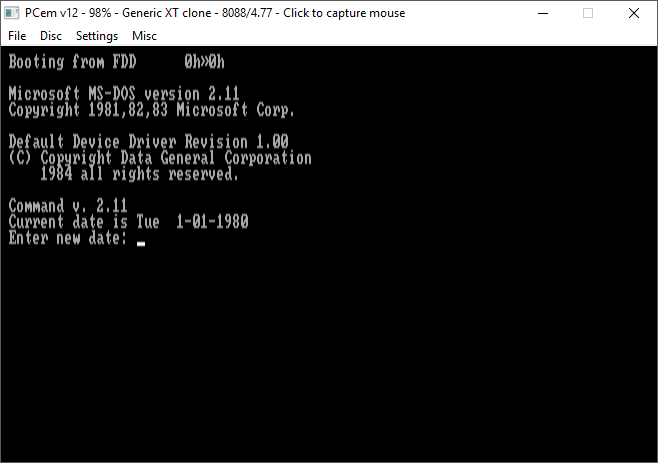 PCem v12 - 98% - Generic XT clone - 8088/4.77 - Click to capture mouse
File Disc Settings Misc
Booting from FDD 0h»0h
Microsoft MS-DOS version 2.11
Copyright 1981,82,83 Microsoft Corp.
Default Device Driver Revision 1.00
(C) Copyright Data General Corporation
1984 all rights reserved.
Command v. 2.11
Current date is Tue 1-01-1980
Enter new date: